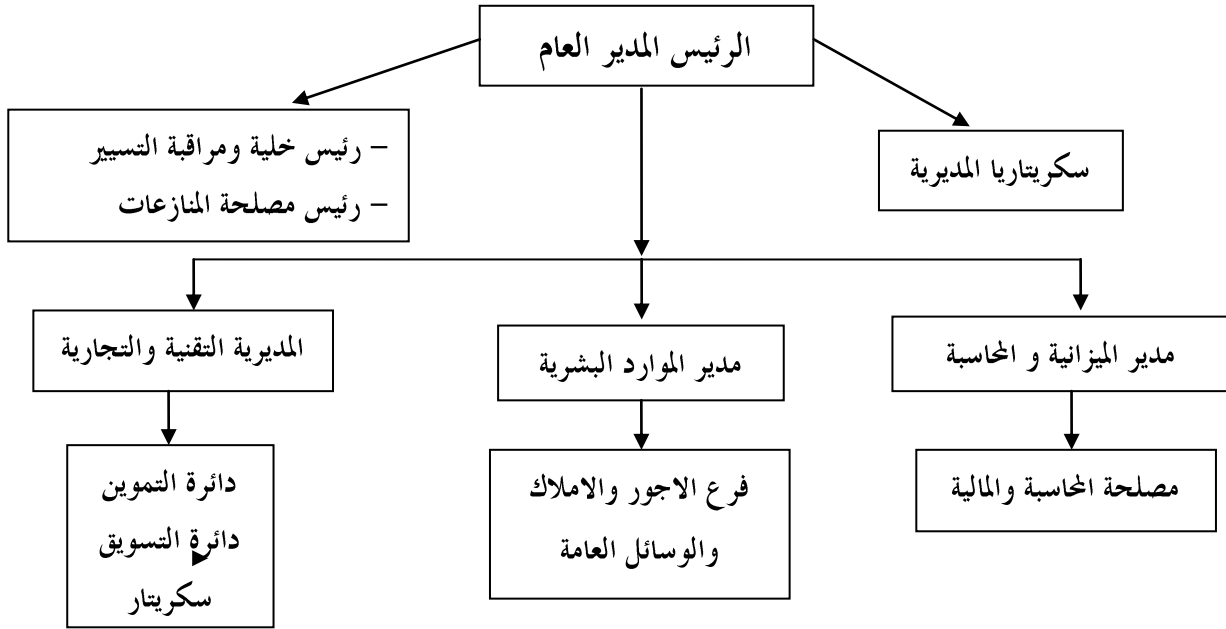 الرئيس المدير العام
سكريتاريا المديرية
– رئيس خلية ومراقبة التسيير
– رئيس مصلحة المنازعات
مدير الميزانية و المحاسبة
مدير الموارد البشرية
المديرية التقنية والتجارية
مصلحة المحاسبة والمالية
فرع الاجور والاملاك
والوسائل العامة
دائرة التموين
دائرة التسويق
سكريتار